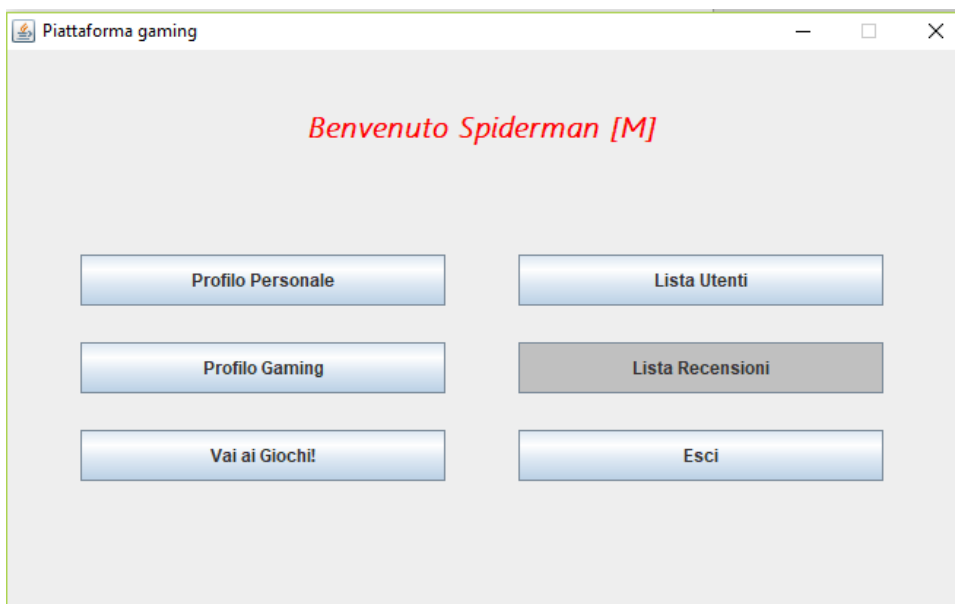 Piattaforma gaming
Benvenuto Spiderman [M]
Profilo Personale
Lista Utenti
Profilo Gaming
Lista Recensioni
Vai ai Giochi!
Esci